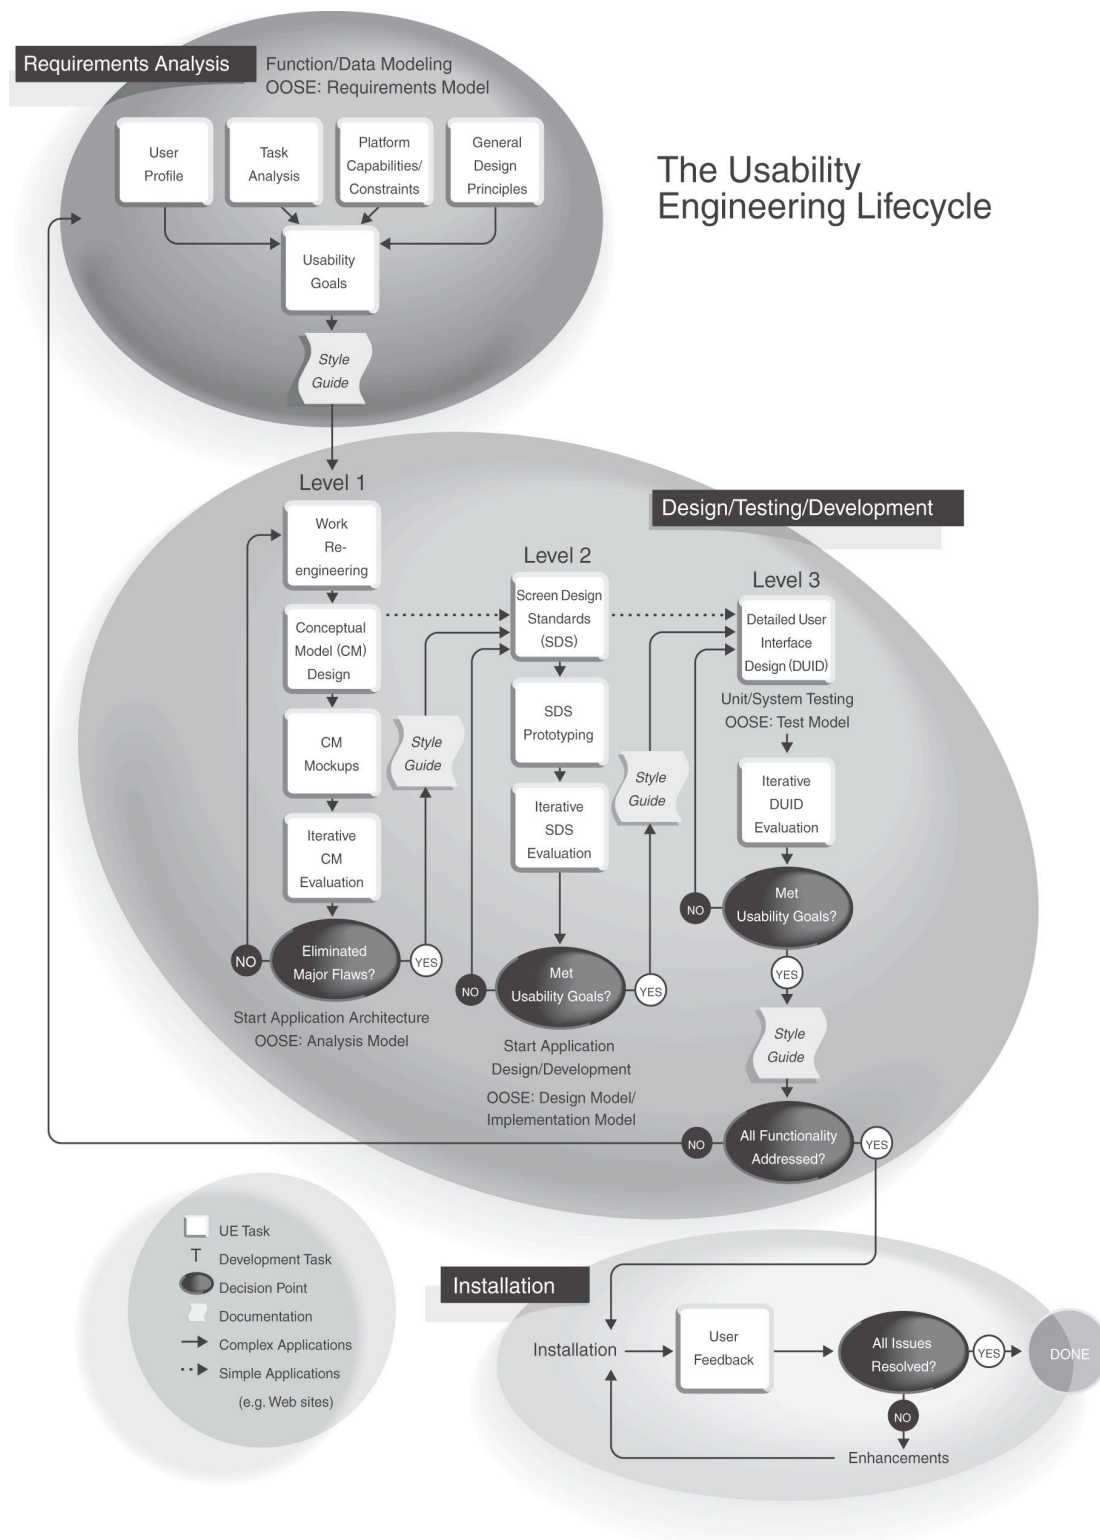 Requirements Analysis
Function/Data Modeling
OOSE: Requirements Model
User
Profile
Task
Analysis
Platform
Capabilities/
Constraints
General
Design
Principles
The Usability
Engineering Lifecycle
Usability
Goals
Style
Guide
Level 1
Design/Testing/Development
Work
Re-
engineering
Conceptual
Model (CM)
Design
CM
Mockups
Iterative
CM
Evaluation
NO
Eliminated
Major Flaws?
YES
Start Application Architecture
OOSE: Analysis Model
Style
Guide
Level 2
Screen Design
Standards
(SDS)
SDS
Prototyping
Iterative
SDS
Evaluation
NO
Met
Usability Goals?
YES
Start Application
Design/Development
OOSE: Design Model/
Implementation Model
Style
Guide
Level 3
Detailed User
Interface
Design (DUID)
Unit/System Testing
OOSE: Test Model
Iterative
DUID
Evaluation
NO
Met
Usability Goals?
YES
Style
Guide
NO
All Functionality
Addressed?
YES
UE Task
T
Development Task
Decision Point
Documentation
Complex Applications
Simple Applications
(e.g. Web sites)
Installation
Installation
User
Feedback
All Issues
Resolved?
YES
DONE
NO
Enhancements